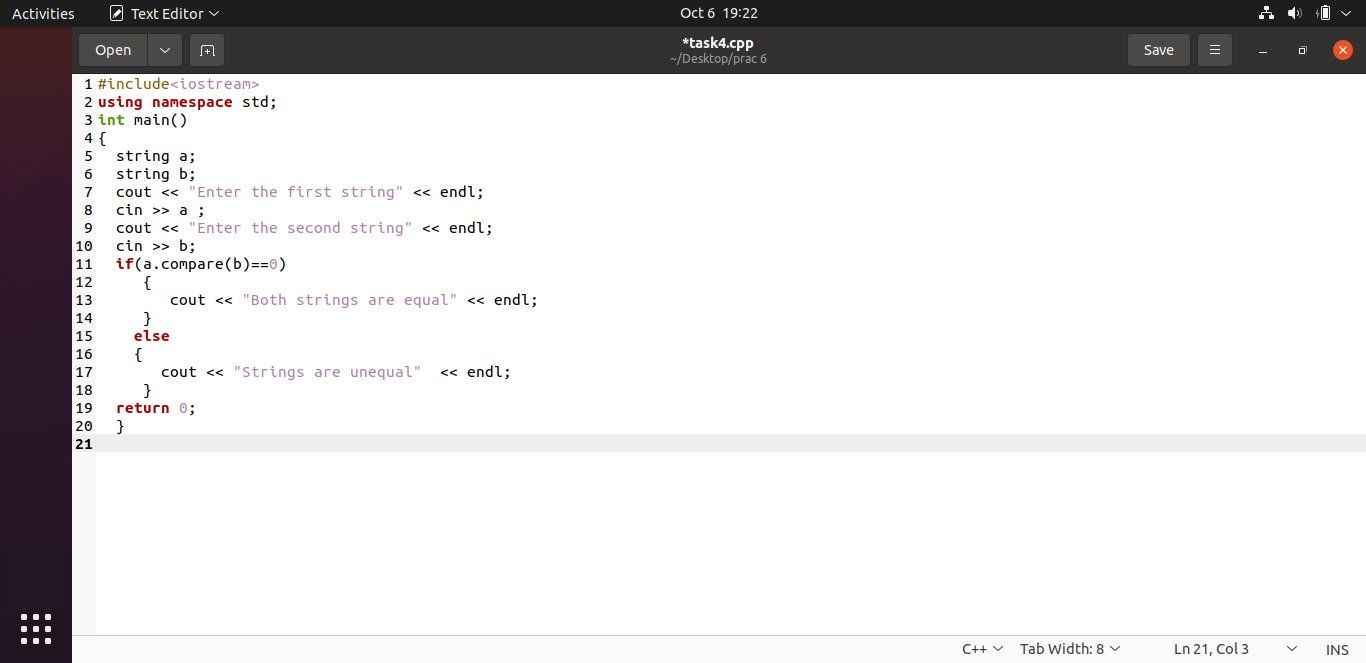 Activities Text Editor Oct 6 19:22
Open *task4.cpp Save
~/Desktop/prac 6
1 #include<iostream>
2 using namespace std;
3 int main()
4 {
5   string a;
6   string b;
7   cout << "Enter the first string" << endl;
8   cin >> a ;
9   cout << "Enter the second string" << endl;
10   cin >> b;
11   if(a.compare(b)==0)
12      {
13         cout << "Both strings are equal" << endl;
14      }
15     else
16     {
17        cout << "Strings are unequal"  << endl;
18      }
19   return 0;
20   }
21
C++ Tab Width: 8 Ln 21, Col 3 INS